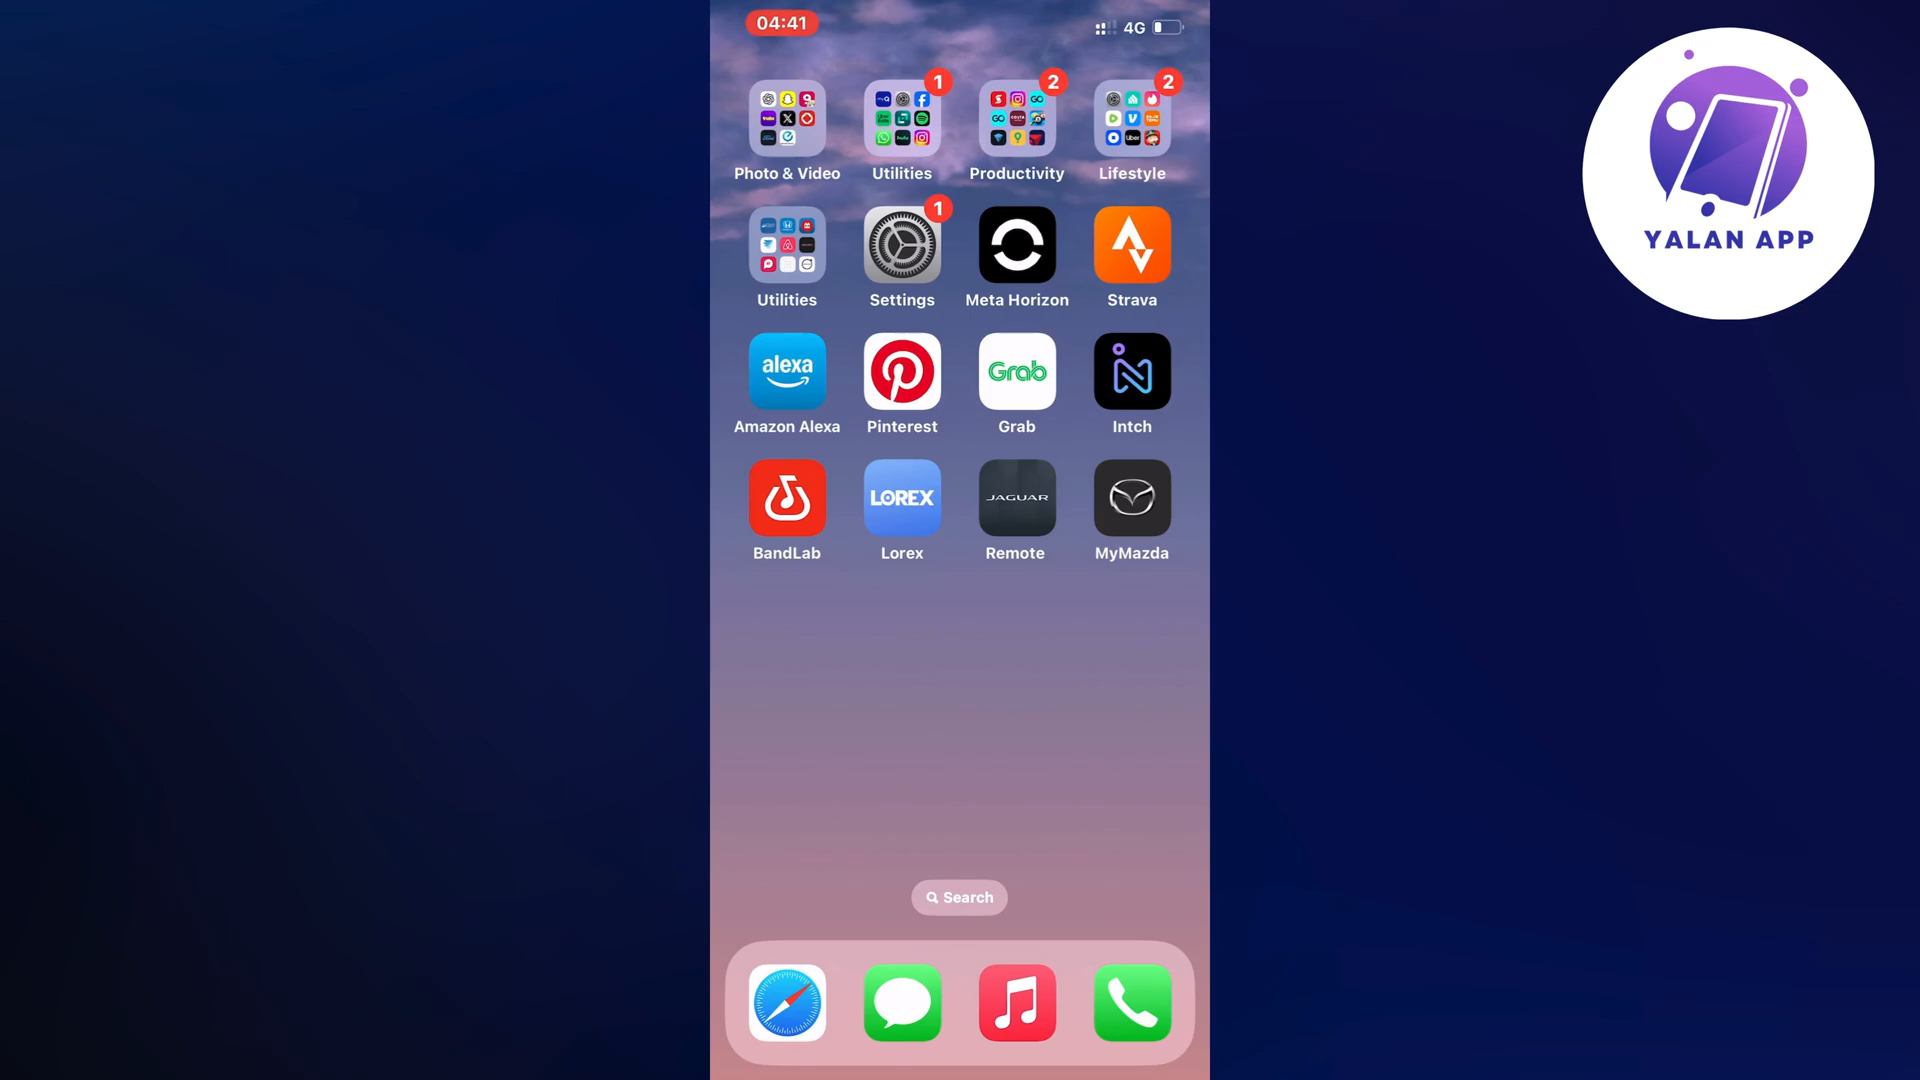 04:41
4G
1
2
2
Photo & Video
Utilities
Productivity
Lifestyle
1
Utilities
Settings
Meta Horizon
Strava
alexa
Grab
Amazon Alexa
Pinterest
Grab
Intch
LOREX
JAGUAR
BandLab
Lorex
Remote
MyMazda
Search
YALAN APP